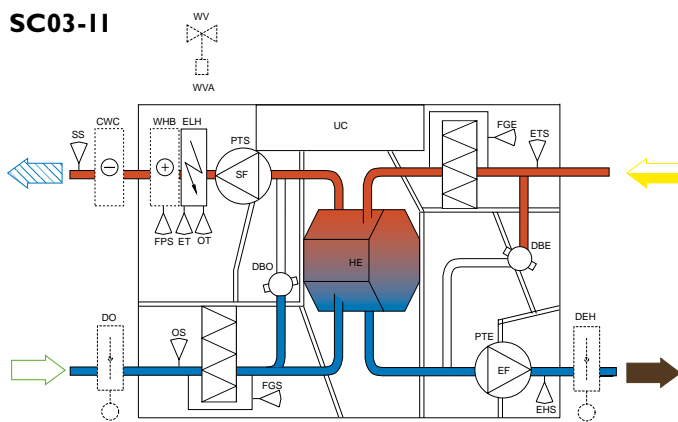 SC03-11
WV
WVA
SS
CWC
WHB
ELH
PTS
UC
FGE
ETS
SF
FPS
ET
OT
HE
DBO
DBE
DO
OS
PTE
DEH
FGS
EF
EHS